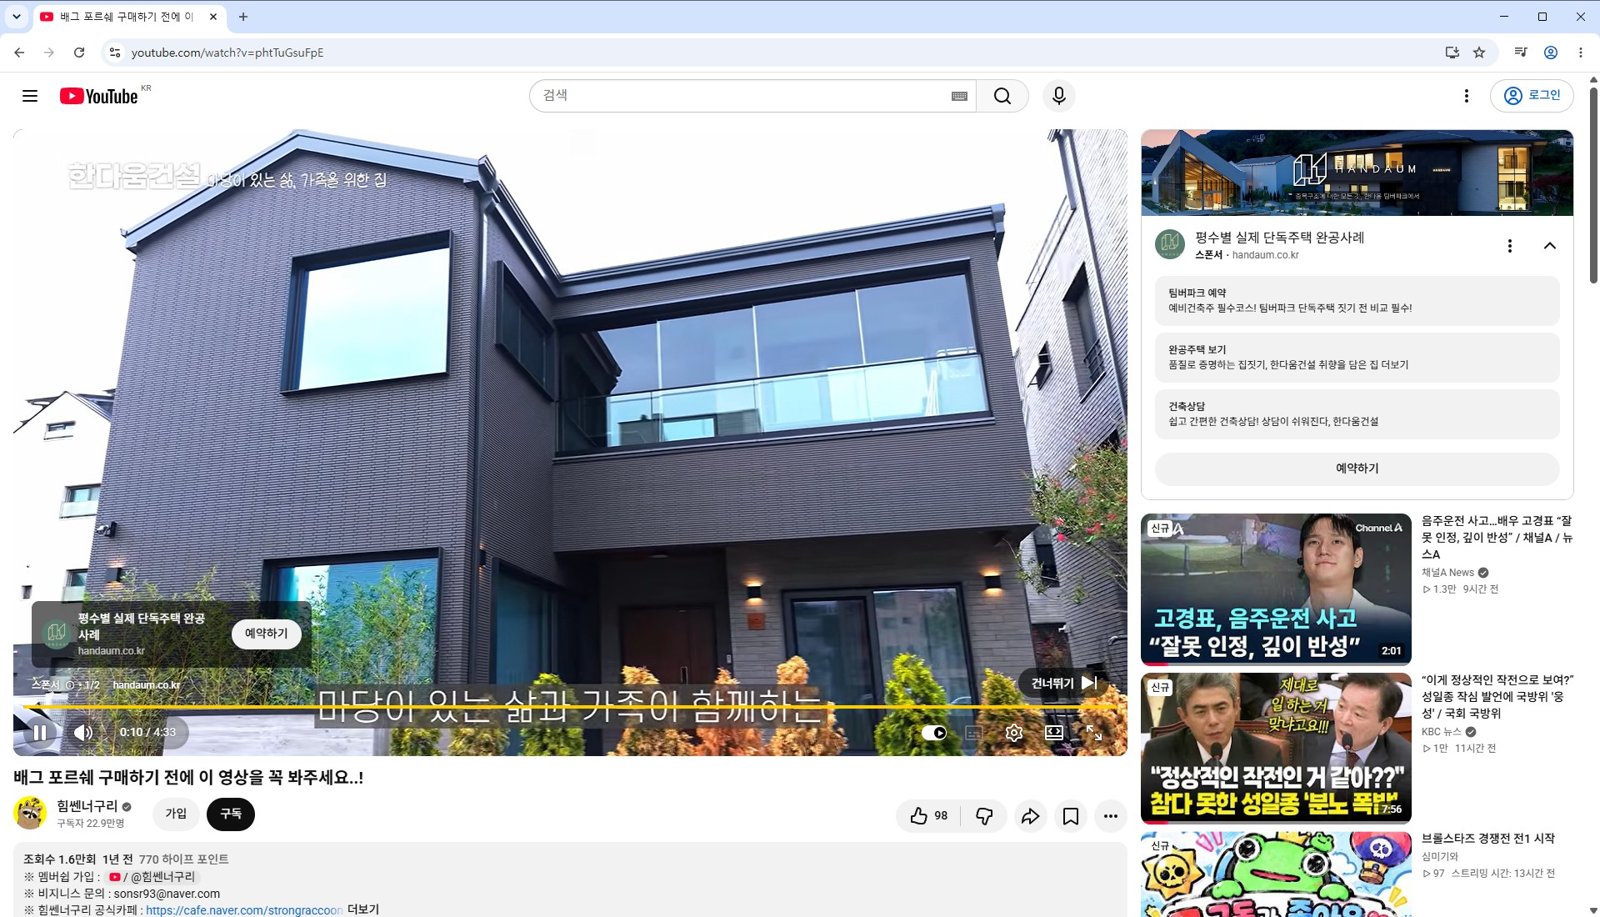 배그 포르쉐 구매하기 전에 이
youtube.com/watch?v=phtTuGsuFpE
YouTube KR
검색
로그인
한다움건설 마당이 있는 삶, 가족을 위한 집
평수별 실제 단독주택 완공
사례
handaum.co.kr
예약하기
스폰서 · 1/2 handaum.co.kr
건너뛰기
마당이 있는 삶과 가족이 함께하는
0:10 / 4:33
배그 포르쉐 구매하기 전에 이 영상을 꼭 봐주세요..!
힘쎈너구리
구독자 22.9만명
가입
구독
98
조회수 1.6만회 1년 전 770 하이프 포인트
※ 멤버쉽 가입 : / @힘쎈너구리
※ 비지니스 문의 : sonsr93@naver.com
※ 힘쎈너구리 공식카페 : https://cafe.naver.com/strongraccoon 더보기
HANDAUM
평수별 실제 단독주택 완공사례
스폰서 · handaum.co.kr
팀버파크 예약
예비건축주 필수코스! 팀버파크 단독주택 짓기 전 비교 필수!
완공주택 보기
품질로 증명하는 집짓기, 한다움건설 취향을 담은 집 더보기
건축상담
쉽고 간편한 건축상담! 상담이 쉬워진다, 한다움건설
예약하기
신규
Channel A
고경표, 음주운전 사고
“잘못 인정, 깊이 반성”
2:01
음주운전 사고…배우 고경표 “잘
못 인정, 깊이 반성” / 채널A / 뉴
스A
채널A News
1.3만 9시간 전
신규
제대로
일 하는 거
맞냐고요!!!
“정상적인 작전인 거 같아??”
참다 못한 성일종 ‘분노 폭발’
7:56
“이게 정상적인 작전으로 보여?”
성일종 작심 발언에 국방위 '웅
성' / 국회 국방위
KBC 뉴스
1만 11시간 전
신규
브롤스타즈 경쟁전 전1 시작
심미기와
97 스트리밍 시간: 13시간 전